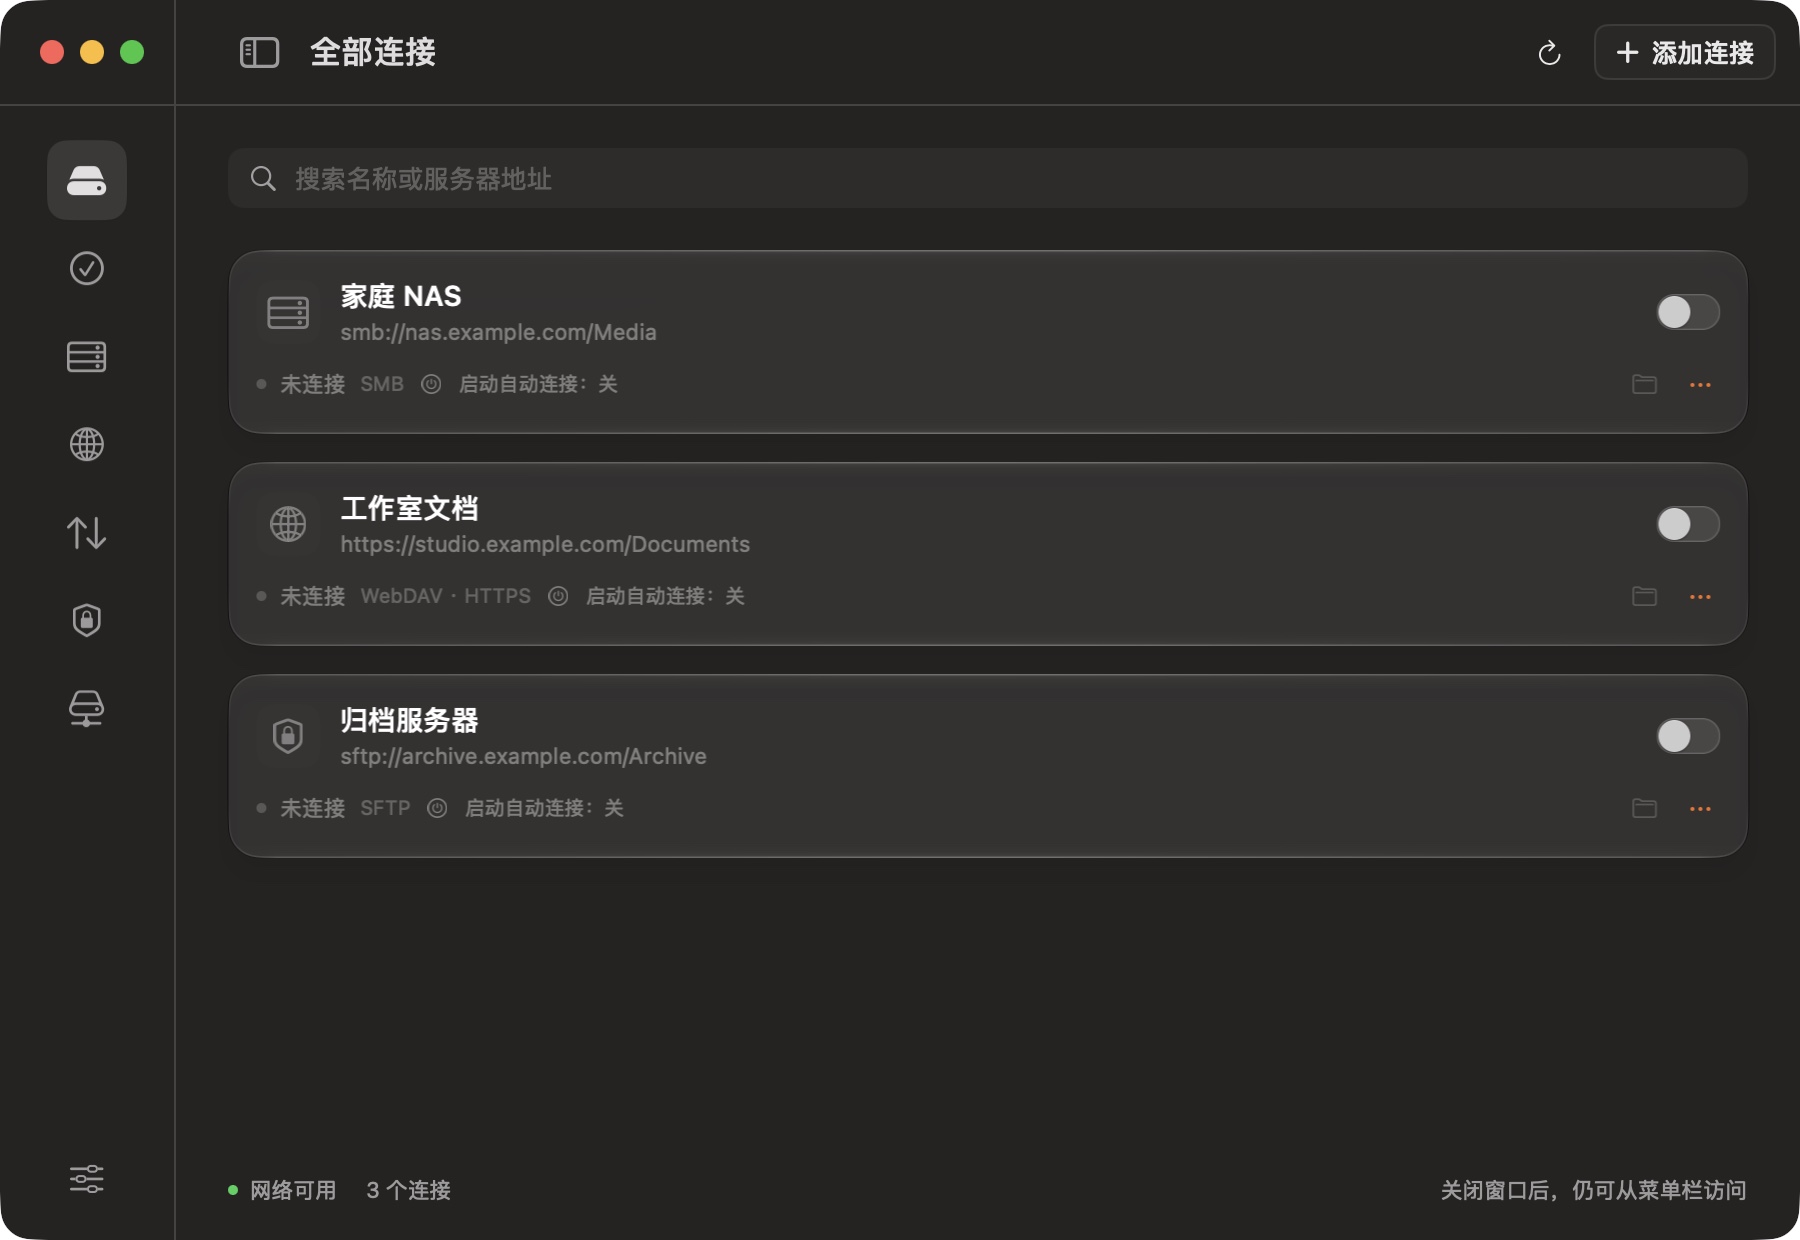 全部连接
添加连接
搜索名称或服务器地址
家庭 NAS
smb://nas.example.com/Media
未连接 SMB 启动自动连接：关
工作室文档
https://studio.example.com/Documents
未连接 WebDAV · HTTPS 启动自动连接：关
归档服务器
sftp://archive.example.com/Archive
未连接 SFTP 启动自动连接：关
网络可用 3 个连接
关闭窗口后，仍可从菜单栏访问